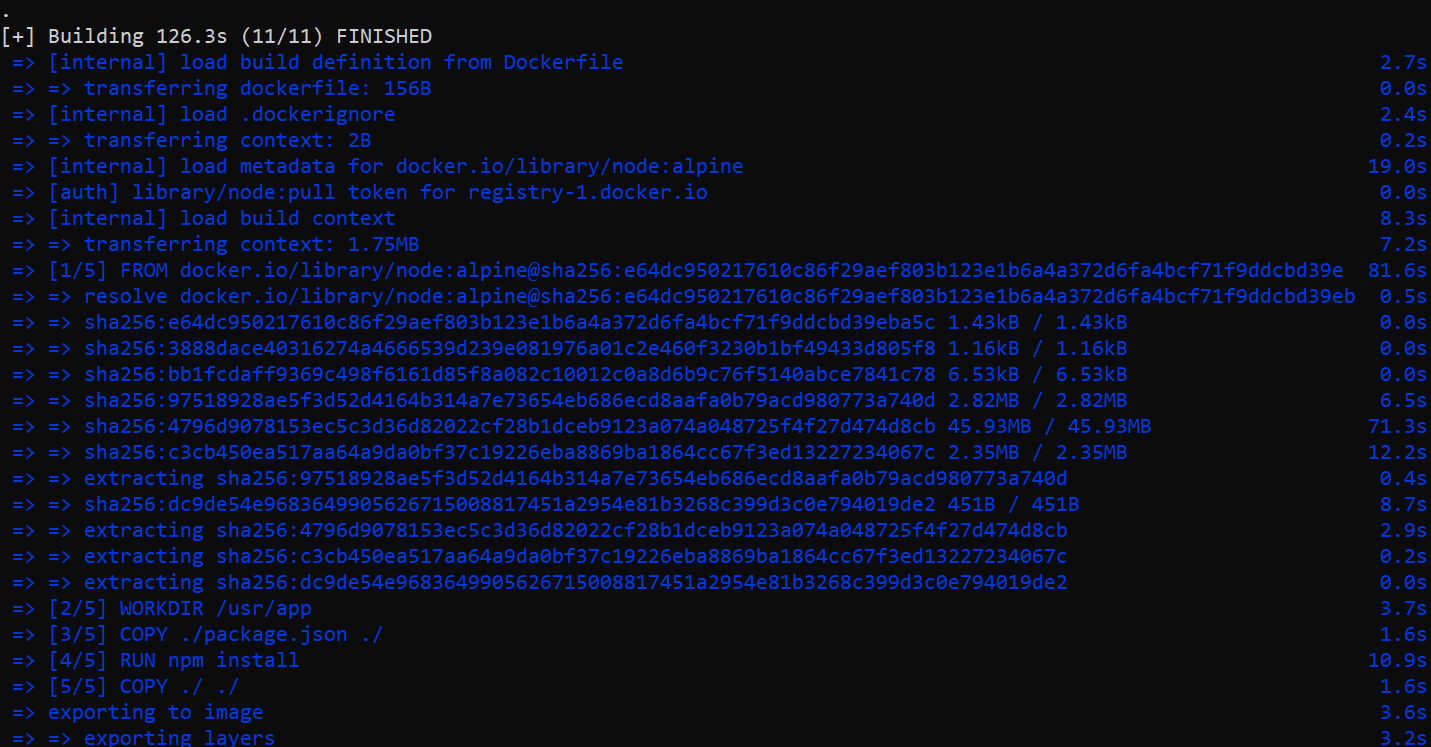 .
[+] Building 126.3s (11/11) FINISHED
=> [internal] load build definition from Dockerfile 2.7s
=> => transferring dockerfile: 156B 0.0s
=> [internal] load .dockerignore 2.4s
=> => transferring context: 2B 0.2s
=> [internal] load metadata for docker.io/library/node:alpine 19.0s
=> [auth] library/node:pull token for registry-1.docker.io 0.0s
=> [internal] load build context 8.3s
=> => transferring context: 1.75MB 7.2s
=> [1/5] FROM docker.io/library/node:alpine@sha256:e64dc950217610c86f29aef803b123e1b6a4a372d6fa4bcf71f9ddcbd39e 81.6s
=> => resolve docker.io/library/node:alpine@sha256:e64dc950217610c86f29aef803b123e1b6a4a372d6fa4bcf71f9ddcbd39eb 0.5s
=> => sha256:e64dc950217610c86f29aef803b123e1b6a4a372d6fa4bcf71f9ddcbd39eba5c 1.43kB / 1.43kB 0.0s
=> => sha256:3888dace40316274a4666539d239e081976a01c2e460f3230b1bf49433d805f8 1.16kB / 1.16kB 0.0s
=> => sha256:bb1fcdaff9369c498f6161d85f8a082c10012c0a8d6b9c76f5140abce7841c78 6.53kB / 6.53kB 0.0s
=> => sha256:97518928ae5f3d52d4164b314a7e73654eb686ecd8aafa0b79acd980773a740d 2.82MB / 2.82MB 6.5s
=> => sha256:4796d9078153ec5c3d36d82022cf28b1dceb9123a074a048725f4f27d474d8cb 45.93MB / 45.93MB 71.3s
=> => sha256:c3cb450ea517aa64a9da0bf37c19226eba8869ba1864cc67f3ed13227234067c 2.35MB / 2.35MB 12.2s
=> => extracting sha256:97518928ae5f3d52d4164b314a7e73654eb686ecd8aafa0b79acd980773a740d 0.4s
=> => sha256:dc9de54e9683649905626715008817451a2954e81b3268c399d3c0e794019de2 451B / 451B 8.7s
=> => extracting sha256:4796d9078153ec5c3d36d82022cf28b1dceb9123a074a048725f4f27d474d8cb 2.9s
=> => extracting sha256:c3cb450ea517aa64a9da0bf37c19226eba8869ba1864cc67f3ed13227234067c 0.2s
=> => extracting sha256:dc9de54e9683649905626715008817451a2954e81b3268c399d3c0e794019de2 0.0s
=> [2/5] WORKDIR /usr/app 3.7s
=> [3/5] COPY ./package.json ./ 1.6s
=> [4/5] RUN npm install 10.9s
=> [5/5] COPY ./ ./ 1.6s
=> exporting to image 3.6s
=> => exporting layers 3.2s